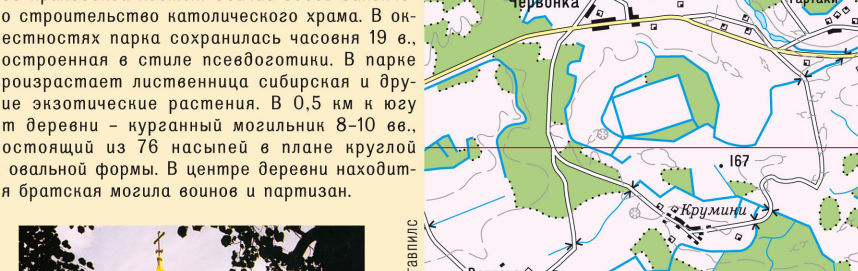 о строительство католического храма. В ок-
естностях парка сохранилась часовня 19 в.,
остроенная в стиле псевдоготики. В парке
роизрастает лиственница сибирская и дру-
ие экзотические растения. В 0,5 км к югу
т деревни – курганный могильник 8–10 вв.,
остоящий из 76 насыпей в плане круглой
овальной формы. В центре деревни находит-
я братская могила воинов и партизан.
Червонка
167
Крумини
гавпилс